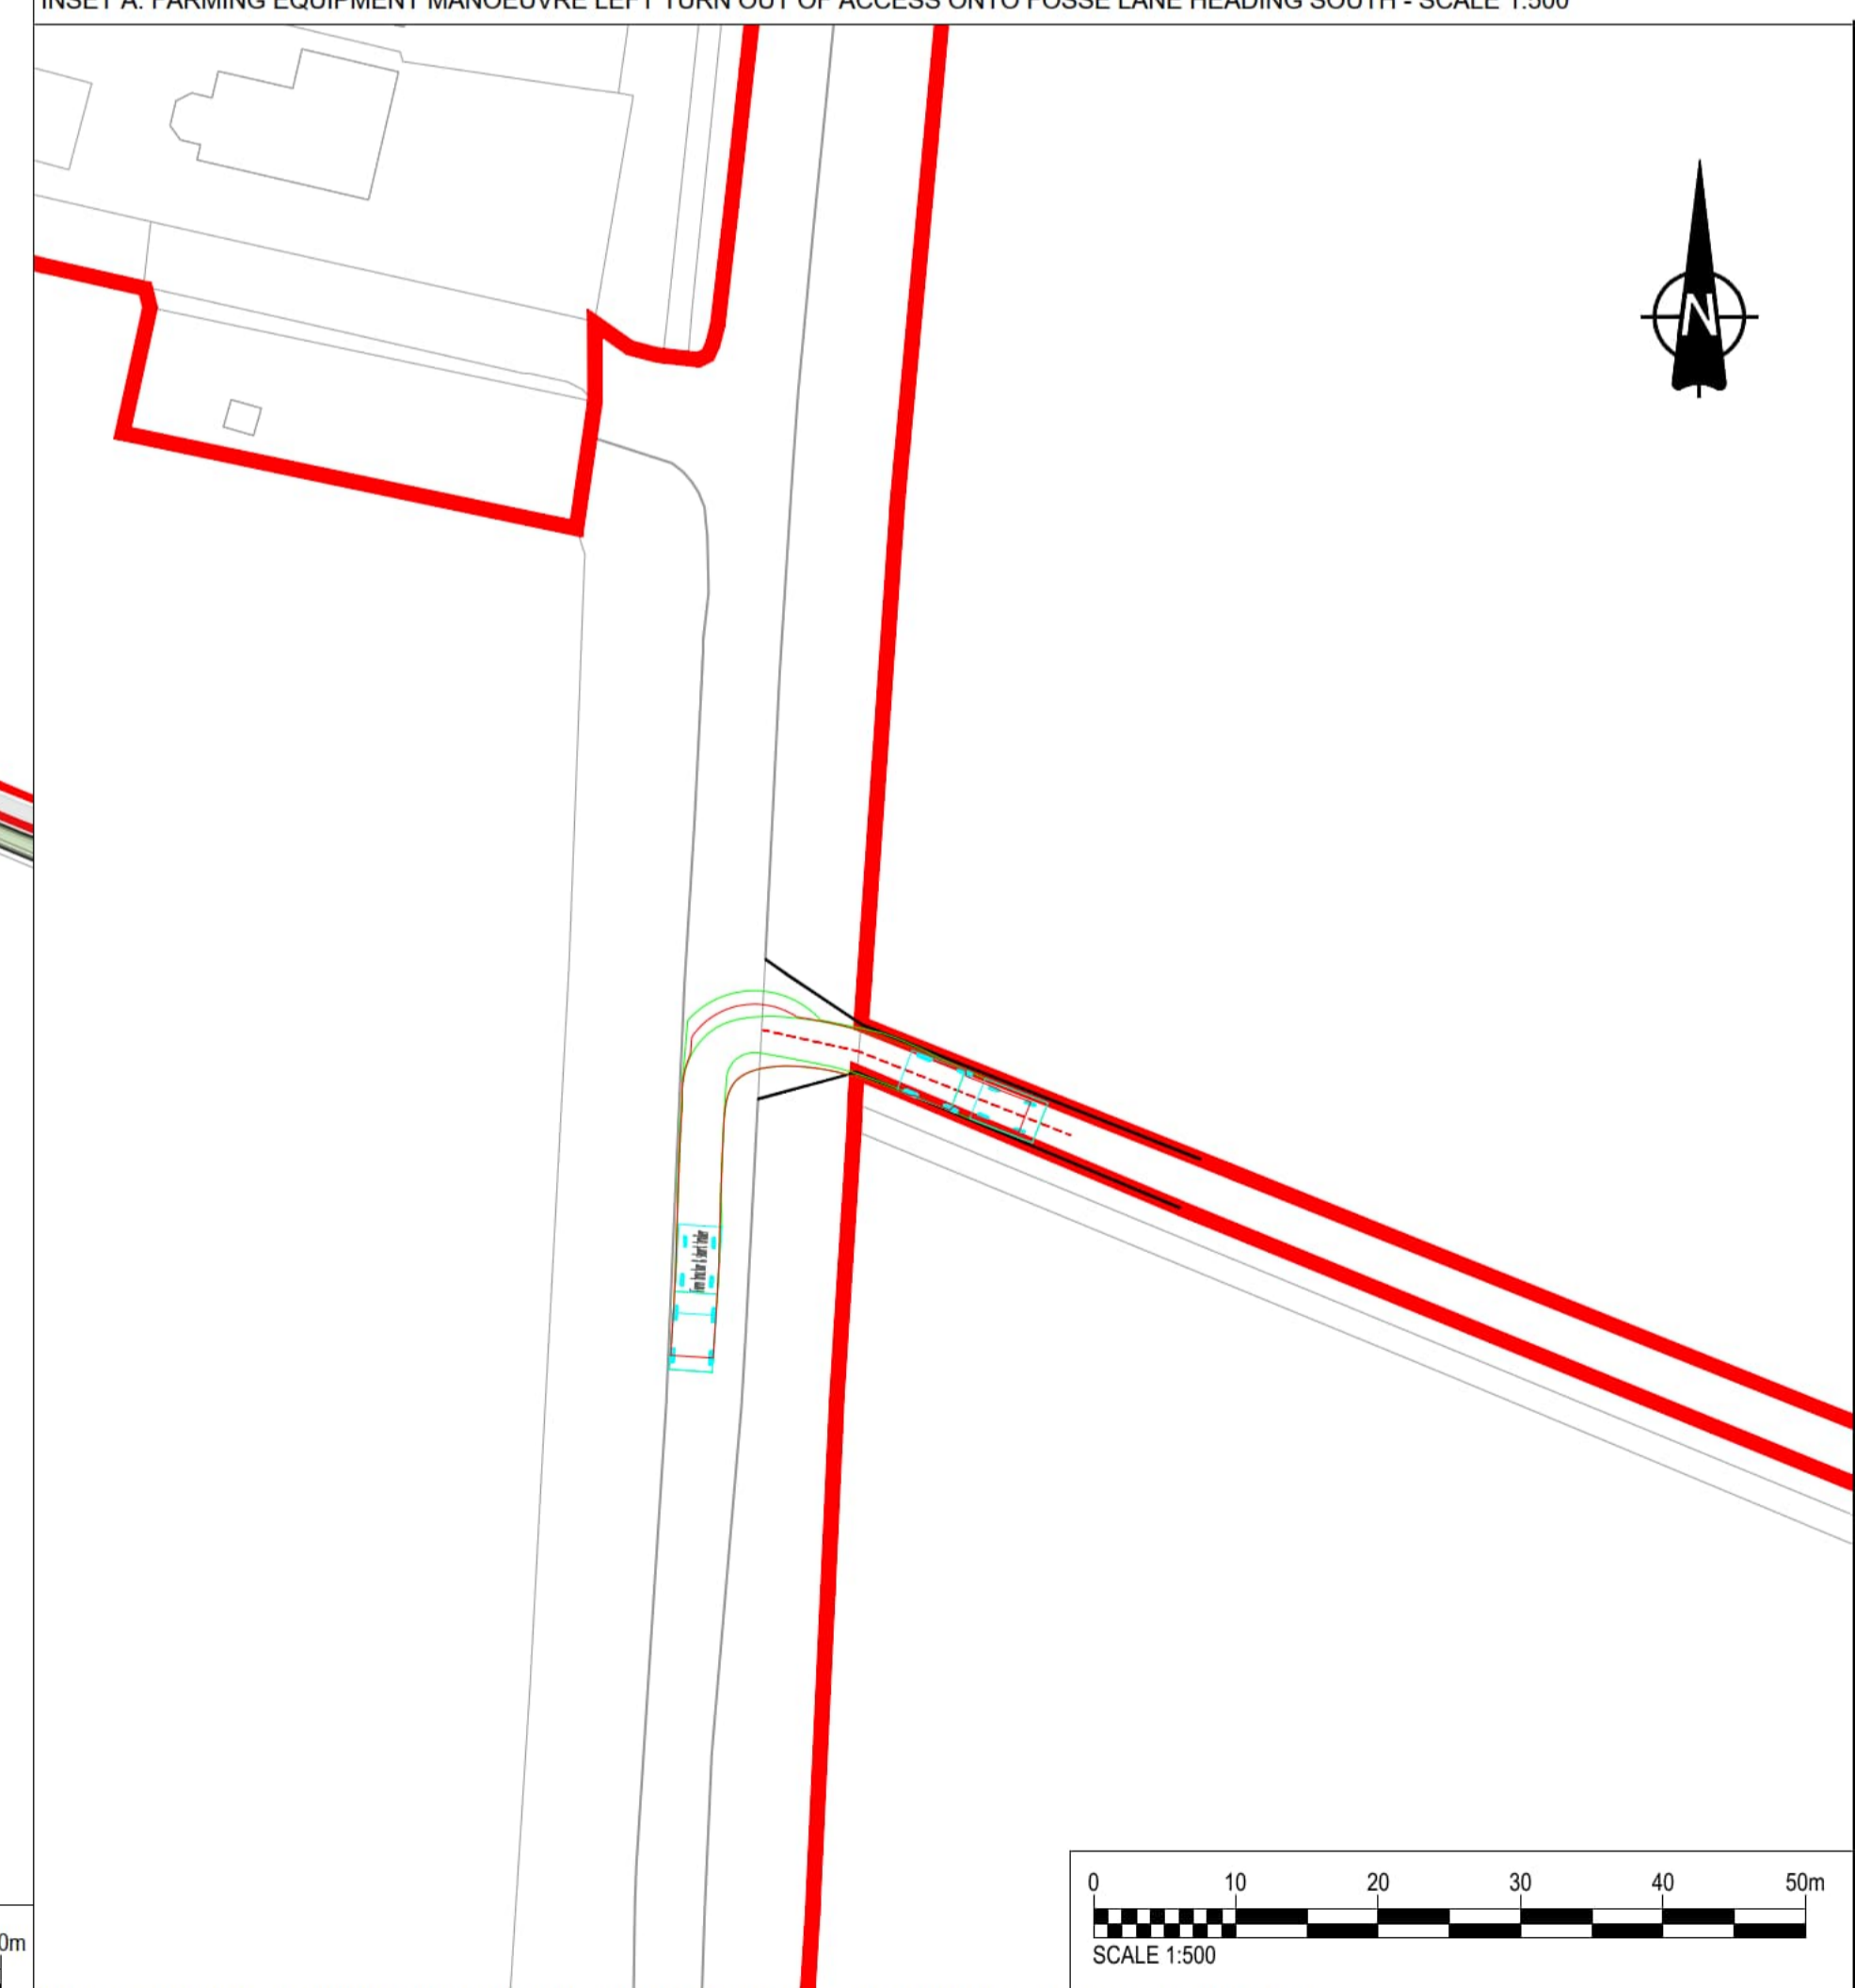 INSET A: FARMING EQUIPMENT MANOEUVRE LEFT TURN OUT OF ACCESS ONTO FOSSE LANE HEADING SOUTH - SCALE 1:500
N
0 10 20 30 40 50m
SCALE 1:500
0m